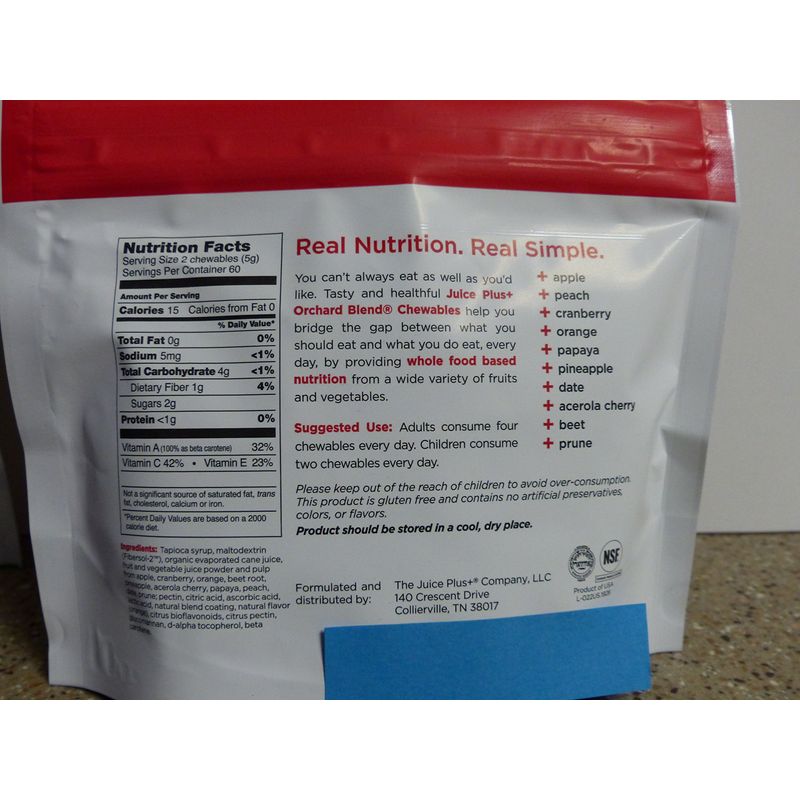 Nutrition Facts
Serving Size 2 chewables (5g)
Servings Per Container 60
Amount Per Serving
Calories 15 Calories from Fat 0
% Daily Value*
Total Fat 0g 0%
Sodium 5mg <1%
Total Carbohydrate 4g <1%
Dietary Fiber 1g 4%
Sugars 2g
Protein <1g 0%
Vitamin A (100% as beta carotene) 32%
Vitamin C 42% • Vitamin E 23%
Not a significant source of saturated fat, trans
fat, cholesterol, calcium or iron.
*Percent Daily Values are based on a 2000
calorie diet.
Ingredients: Tapioca syrup, maltodextrin
(Fibersol-2™), organic evaporated cane juice,
fruit and vegetable juice powder and pulp
from apple, cranberry, orange, beet root,
pineapple, acerola cherry, papaya, peach,
date, prune; pectin, citric acid, ascorbic acid,
acid, natural blend coating, natural flavor
citrus bioflavonoids, citrus pectin,
glucomannan, d-alpha tocopherol, beta
carotene.
Real Nutrition. Real Simple.
You can't always eat as well as you'd
like. Tasty and healthful Juice Plus+
Orchard Blend® Chewables help you
bridge the gap between what you
should eat and what you do eat, every
day, by providing whole food based
nutrition from a wide variety of fruits
and vegetables.
+ apple
+ peach
+ cranberry
+ orange
+ papaya
+ pineapple
+ date
+ acerola cherry
+ beet
+ prune
Suggested Use: Adults consume four
chewables every day. Children consume
two chewables every day.
Please keep out of the reach of children to avoid over-consumption.
This product is gluten free and contains no artificial preservatives,
colors, or flavors.
Product should be stored in a cool, dry place.
Formulated and
distributed by:
The Juice Plus+® Company, LLC
140 Crescent Drive
Collierville, TN 38017
NSF
Product of USA